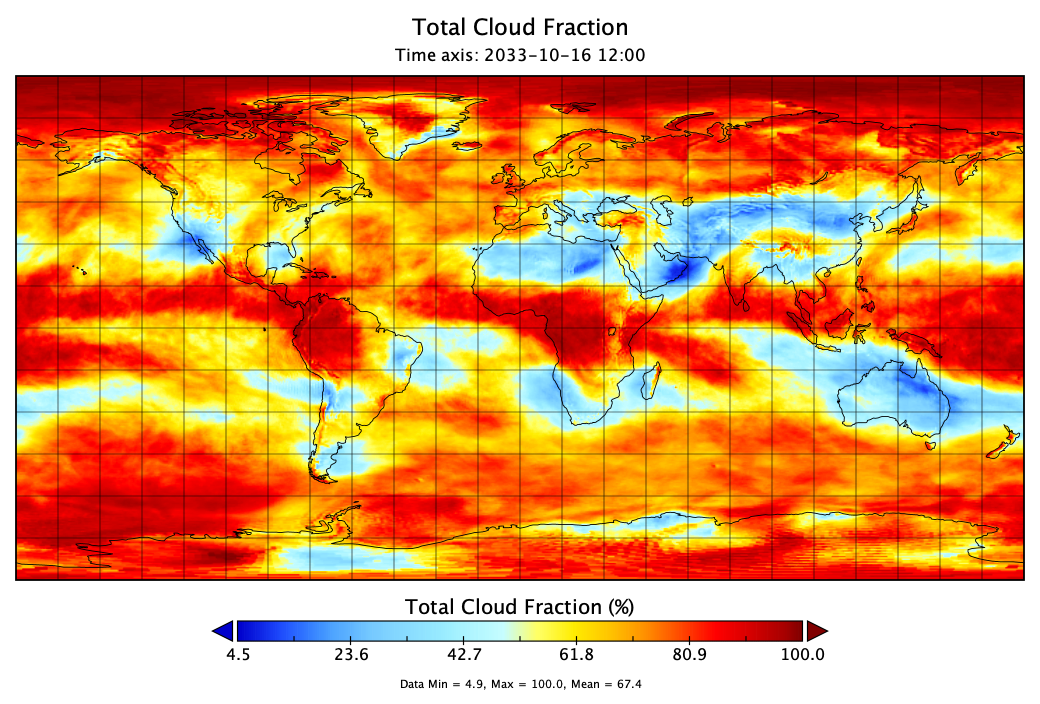 Total Cloud Fraction
Time axis: 2033-10-16 12:00
Total Cloud Fraction (%)
4.5 23.6 42.7 61.8 80.9 100.0
Data Min = 4.9, Max = 100.0, Mean = 67.4